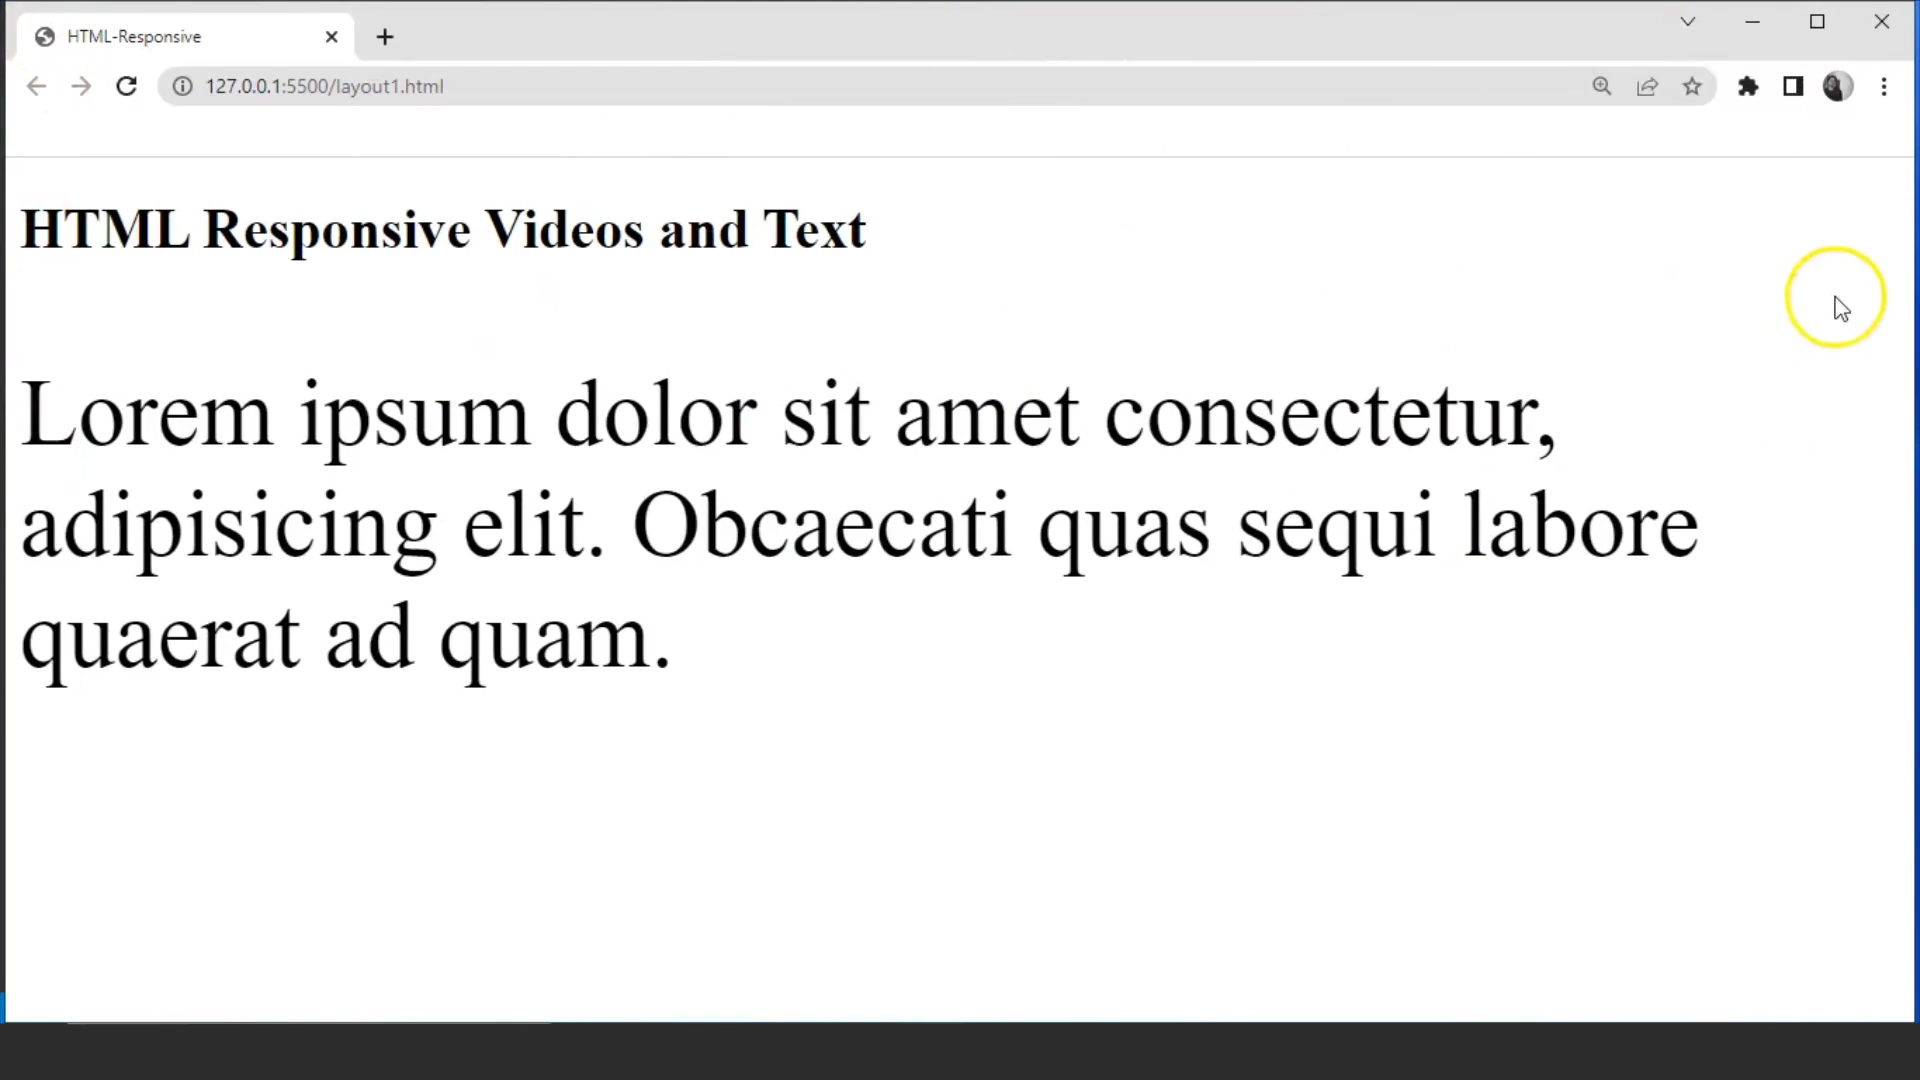 HTML-Responsive
127.0.0.1:5500/layout1.html
HTML Responsive Videos and Text
Lorem ipsum dolor sit amet consectetur,
adipisicing elit. Obcaecati quas sequi labore
quaerat ad quam.